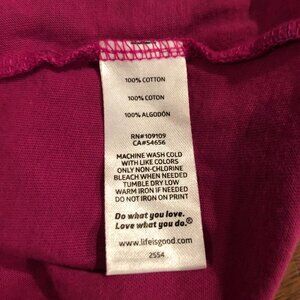 100% COTTON
100% COTON
100% ALGODÓN
RN#109109
CA#54656
MACHINE WASH COLD
WITH LIKE COLORS
ONLY NON-CHLORINE
BLEACH WHEN NEEDED
TUMBLE DRY LOW
WARM IRON IF NEEDED
DO NOT IRON ON PRINT
Do what you love.
Love what you do.®
www.lifeisgood.com
2554